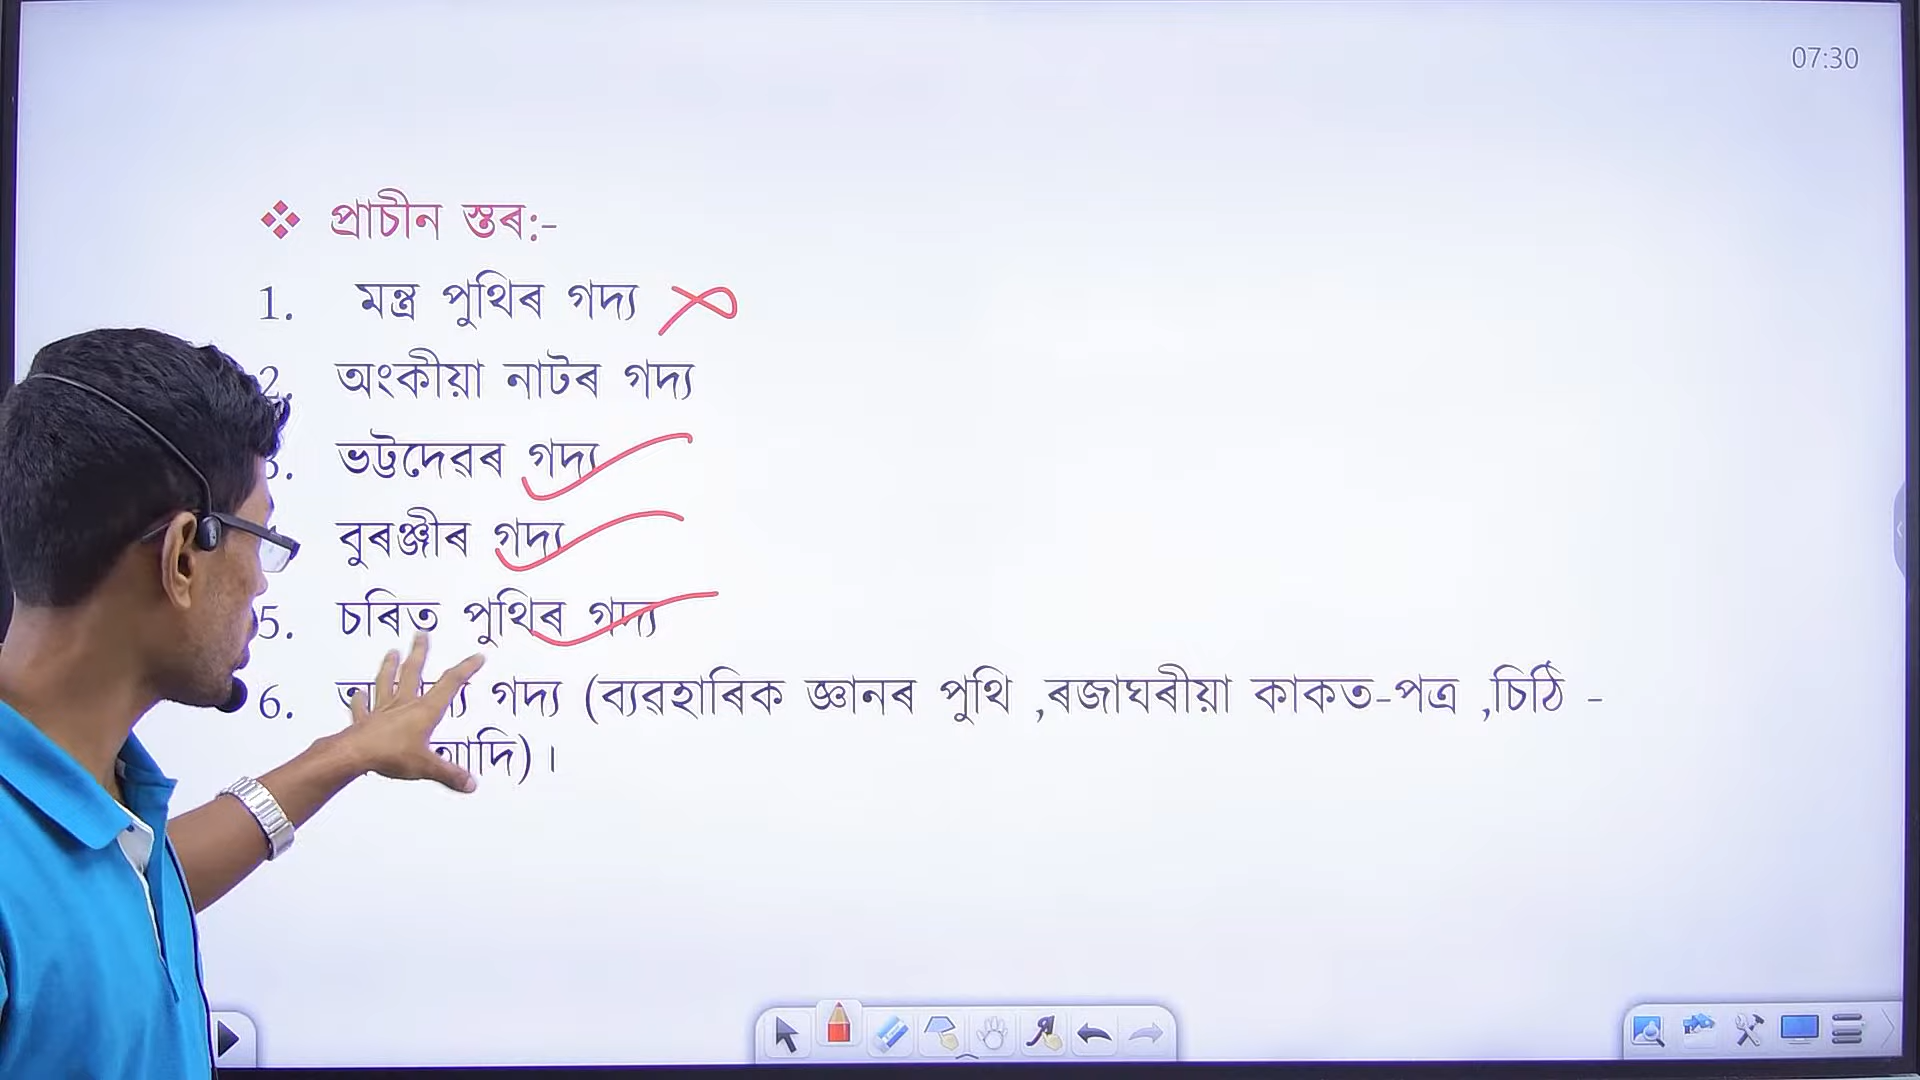 07:30
❖ প্ৰাচীন স্তৰ:-
1. মন্ত্ৰ পুথিৰ গদ্য
2. অংকীয়া নাটৰ গদ্য
3. ভট্টদেৱৰ গদ্য
বুৰঞ্জীৰ গদ্য
5. চৰিত পুথিৰ গদ্য
6. গদ্য (ব্যৱহাৰিক জ্ঞানৰ পুথি ,ৰজাঘৰীয়া কাকত-পত্ৰ ,চিঠি -
আদি)।